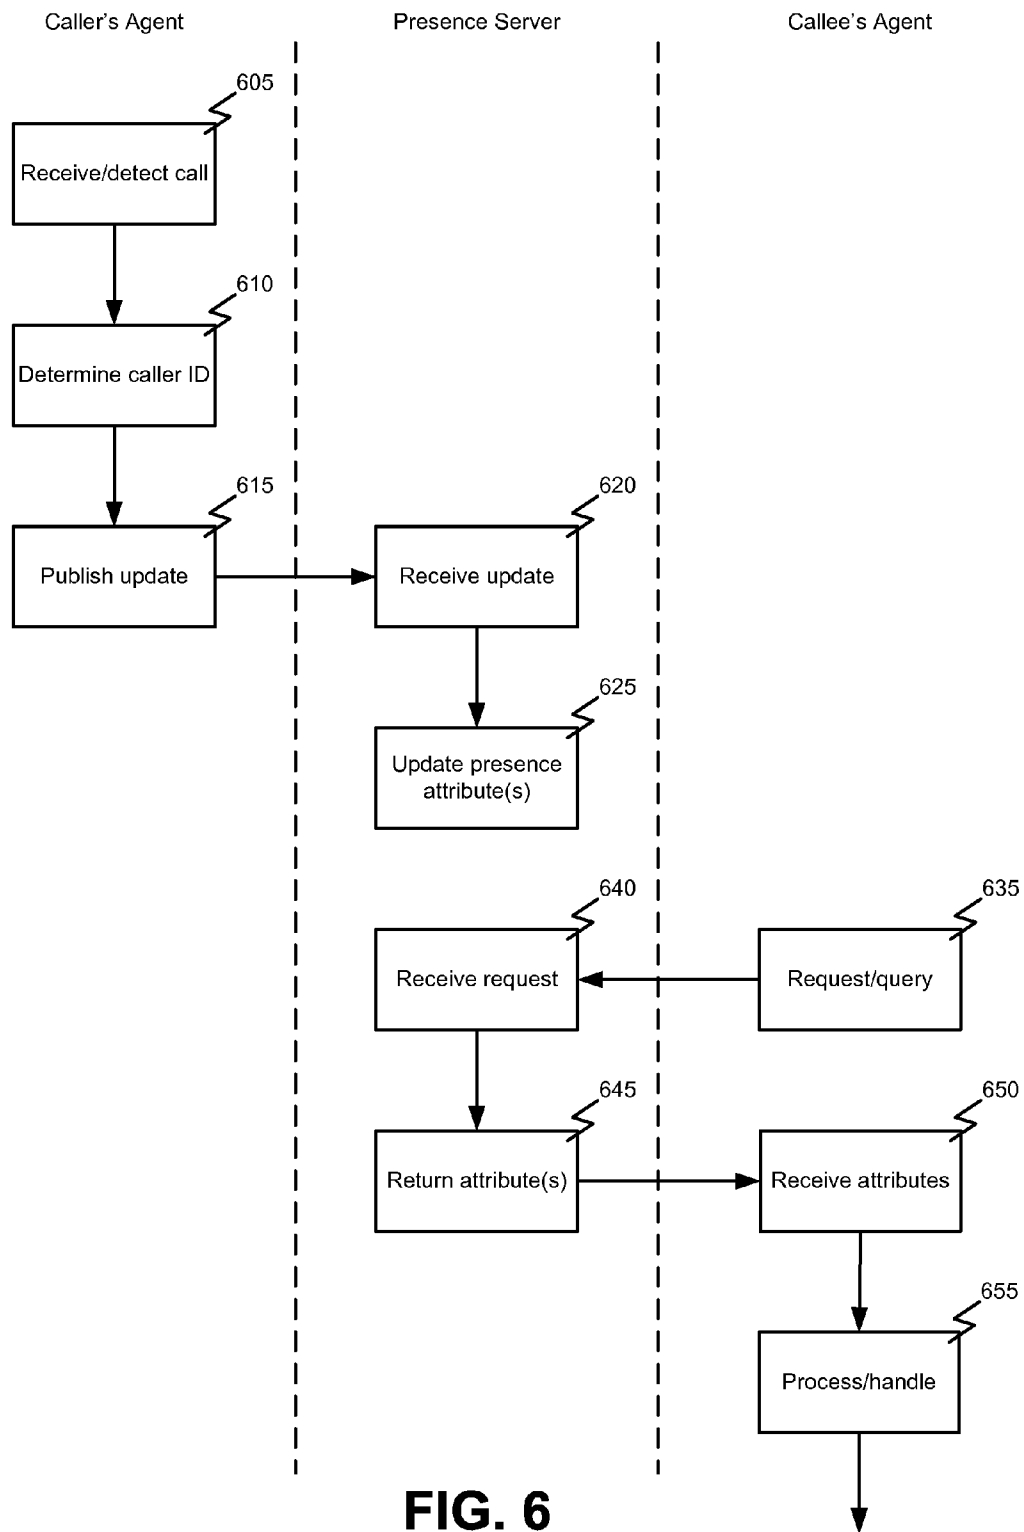 Caller's Agent
Presence Server
Callee's Agent
605
Receive/detect call
610
Determine caller ID
615
Publish update
620
Receive update
625
Update presence
attribute(s)
640
Receive request
635
Request/query
645
Return attribute(s)
650
Receive attributes
655
Process/handle
FIG. 6